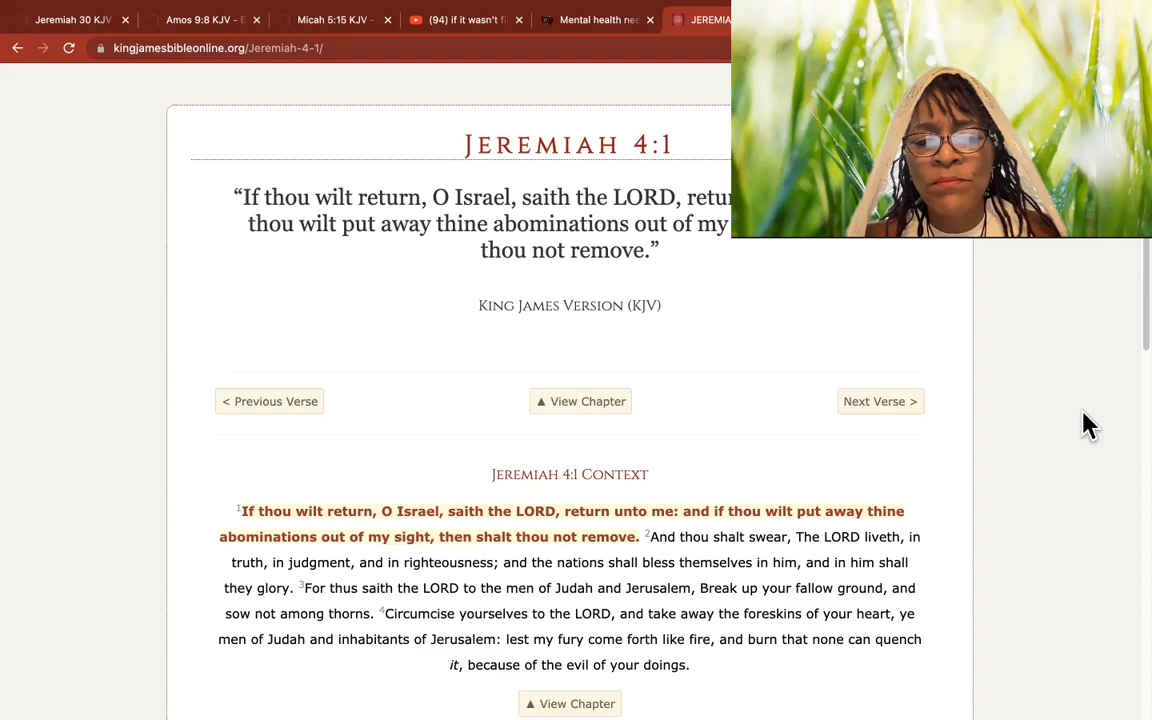 Jeremiah 30 KJV
Amos 9:8 KJV - E
Micah 5:15 KJV -
(94) if it wasn't f
Mental health nee
JEREMIA
kingjamesbibleonline.org/Jeremiah-4-1/
JEREMIAH 4:1
“If thou wilt return, O Israel, saith the LORD, retur
thou wilt put away thine abominations out of my
thou not remove.”
KING JAMES VERSION (KJV)
< Previous Verse
▲ View Chapter
Next Verse >
JEREMIAH 4:1 CONTEXT
1If thou wilt return, O Israel, saith the LORD, return unto me: and if thou wilt put away thine
abominations out of my sight, then shalt thou not remove. 2And thou shalt swear, The LORD liveth, in
truth, in judgment, and in righteousness; and the nations shall bless themselves in him, and in him shall
they glory. 3For thus saith the LORD to the men of Judah and Jerusalem, Break up your fallow ground, and
sow not among thorns. 4Circumcise yourselves to the LORD, and take away the foreskins of your heart, ye
men of Judah and inhabitants of Jerusalem: lest my fury come forth like fire, and burn that none can quench
it, because of the evil of your doings.
▲ View Chapter